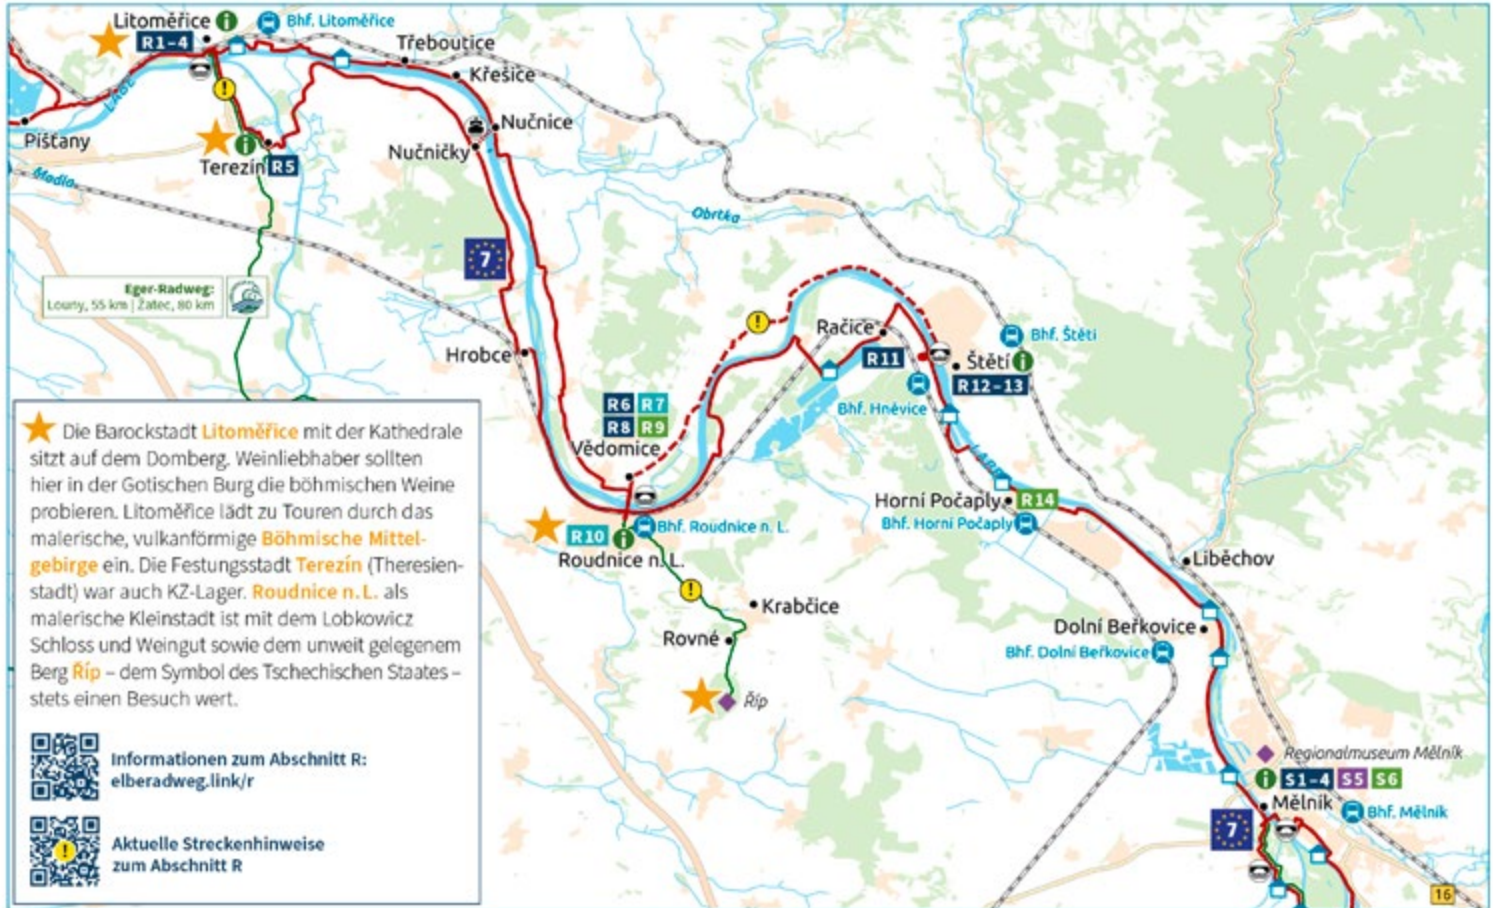 Litoměřice
R1-4
Bhf. Litoměřice
Třeboutice
Křešice
LABE
Nučnice
Nučničky
Píšťany
Terezín
R5
Modla
Obrtka
7
Eger-Radweg:
Louny, 55 km | Žatec, 80 km
Hrobce
Račice
R11
Bhf. Štětí
Štětí
R12-13
Bhf. Hněvice
R6 R7
R8 R9
Vědomice
LABE
Horní Počaply
R14
Bhf. Horní Počaply
R10
Bhf. Roudnice n. L.
Roudnice n. L.
Liběchov
Krabčice
Rovné
Dolní Beřkovice
Bhf. Dolní Beřkovice
Říp
Regionalmuseum Mělník
S1-4 S5 S6
Mělník
Bhf. Mělník
7
16
Die Barockstadt Litoměřice mit der Kathedrale
sitzt auf dem Domberg. Weinliebhaber sollten
hier in der Gotischen Burg die böhmischen Weine
probieren. Litoměřice lädt zu Touren durch das
malerische, vulkanförmige Böhmische Mittel-
gebirge ein. Die Festungsstadt Terezín (Theresien-
stadt) war auch KZ-Lager. Roudnice n. L. als
malerische Kleinstadt ist mit dem Lobkowicz
Schloss und Weingut sowie dem unweit gelegenem
Berg Říp – dem Symbol des Tschechischen Staates –
stets einen Besuch wert.
Informationen zum Abschnitt R:
elberadweg.link/r
Aktuelle Streckenhinweise
zum Abschnitt R